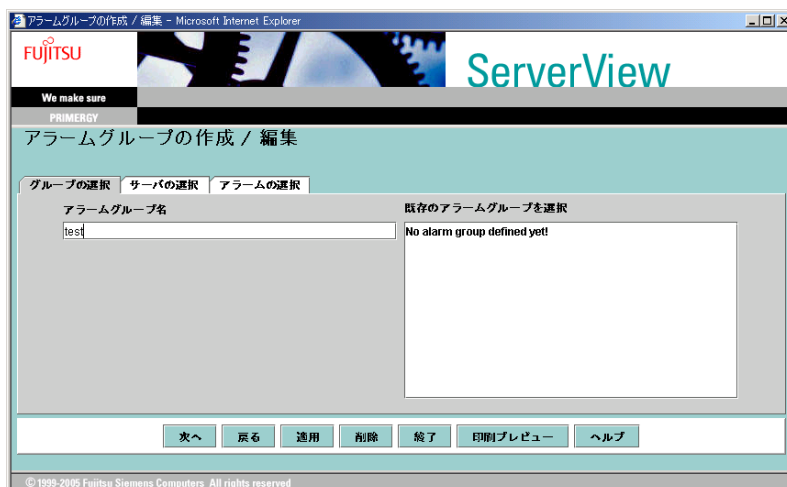 アラームグループの作成 / 編集 - Microsoft Internet Explorer
FUJITSU
ServerView
We make sure
PRIMERGY
アラームグループの作成 / 編集
グループの選択 サーバの選択 アラームの選択
アラームグループ名 既存のアラームグループを選択
test No alarm group defined yet!
次へ 戻る 適用 削除 終了 印刷プレビュー ヘルプ
©1999-2005 Fujitsu Siemens Computers All rights reserved